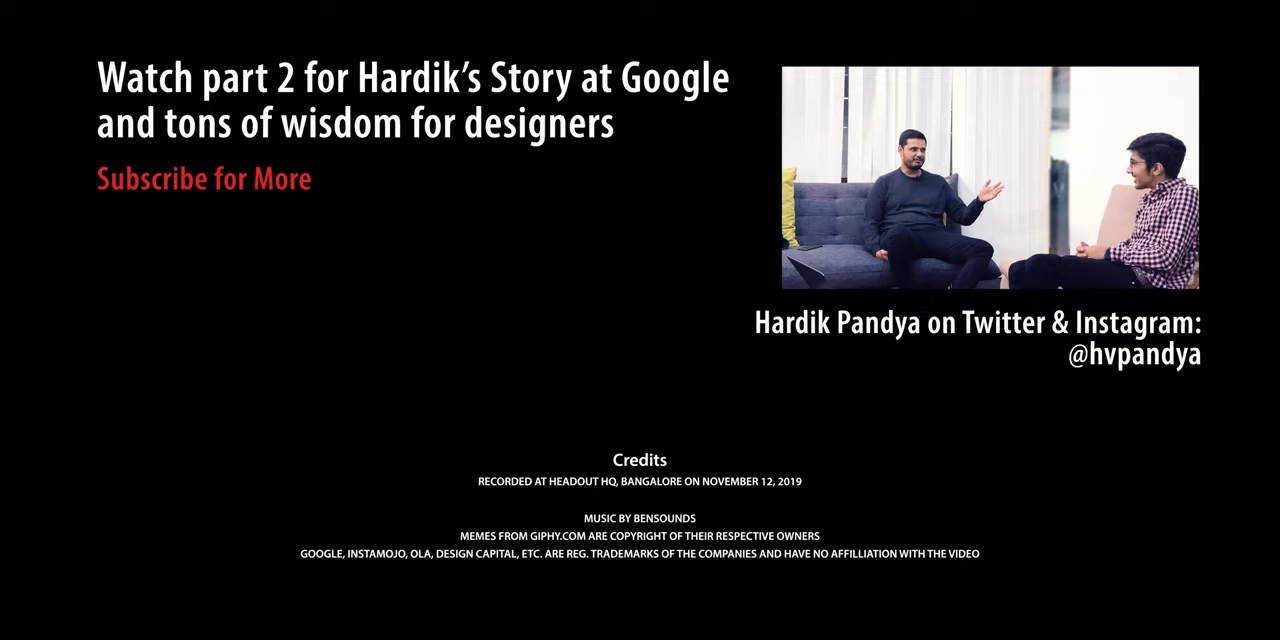 Watch part 2 for Hardik’s Story at Google
and tons of wisdom for designers
Subscribe for More
Hardik Pandya on Twitter & Instagram:
@hvpandya
Credits
RECORDED AT HEADOUT HQ, BANGALORE ON NOVEMBER 12, 2019
MUSIC BY BENSOUNDS
MEMES FROM GIPHY.COM ARE COPYRIGHT OF THEIR RESPECTIVE OWNERS
GOOGLE, INSTAMOJO, OLA, DESIGN CAPITAL, ETC. ARE REG. TRADEMARKS OF THE COMPANIES AND HAVE NO AFFILLIATION WITH THE VIDEO